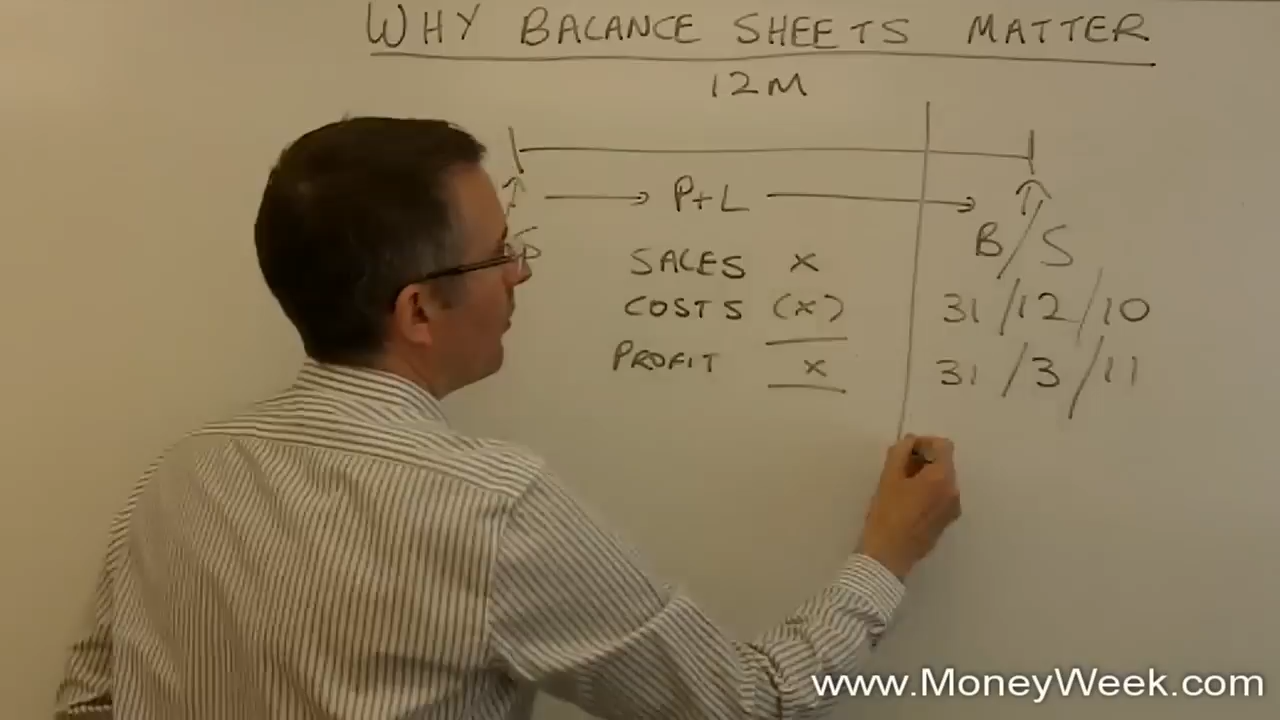 WHY BALANCE SHEETS MATTER
12M
P+L
B/S
SALES X
COSTS (X)
PROFIT X
31/12/10
31/3/11
www.MoneyWeek.com